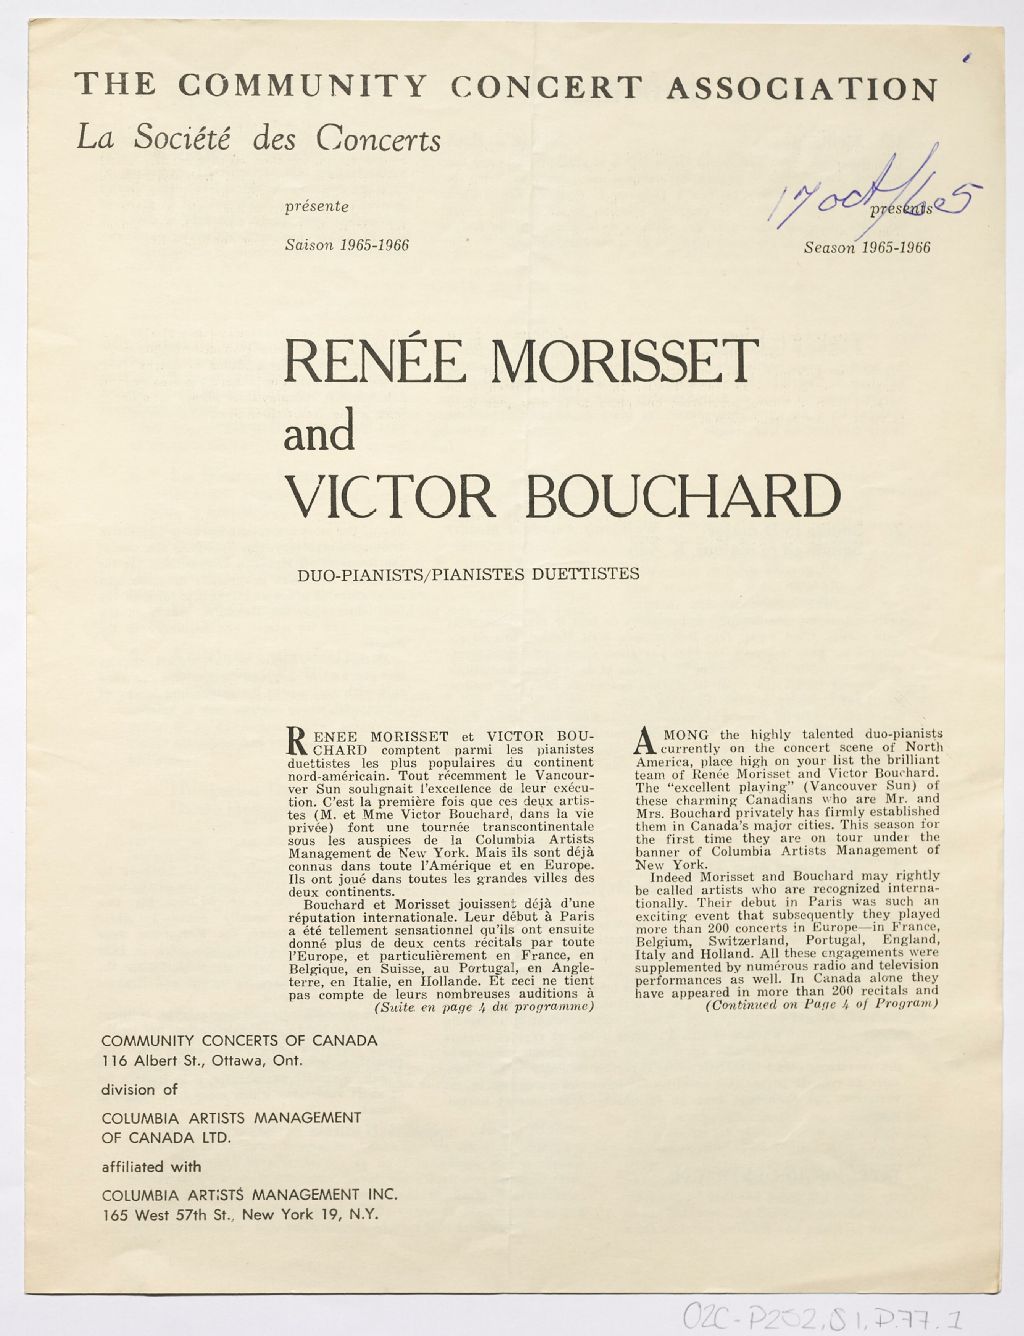 THE COMMUNITY CONCERT ASSOCIATION
La Société des Concerts
17 oct/65
présente
presents
Saison 1965-1966
Season 1965-1966
RENÉE MORISSET
and
VICTOR BOUCHARD
DUO-PIANISTS/PIANISTES DUETTISTES
RENEE MORISSET et VICTOR BOU-
CHARD comptent parmi les pianistes
duettistes les plus populaires du continent
nord-américain. Tout récemment le Vancour-
ver Sun soulignait l'excellence de leur exécu-
tion. C'est la première fois que ces deux artis-
tes (M. et Mme Victor Bouchard, dans la vie
privée) font une tournée transcontinentale
sous les auspices de la Columbia Artists
Management de New York. Mais ils sont déjà
connus dans toute l'Amérique et en Europe.
Ils ont joué dans toutes les grandes villes des
deux continents.
Bouchard et Morisset jouissent déjà d'une
réputation internationale. Leur début à Paris
a été tellement sensationnel qu'ils ont ensuite
donné plus de deux cents récitals par toute
l'Europe, et particulièrement en France, en
Belgique, en Suisse, au Portugal, en Angle-
terre, en Italie, en Hollande. Et ceci ne tient
pas compte de leurs nombreuses auditions à
(Suite en page 4 du programme)
AMONG the highly talented duo-pianists
currently on the concert scene of North
America, place high on your list the brilliant
team of Renée Morisset and Victor Bouchard.
The "excellent playing" (Vancouver Sun) of
these charming Canadians who are Mr. and
Mrs. Bouchard privately has firmly established
them in Canada's major cities. This season for
the first time they are on tour under the
banner of Columbia Artists Management of
New York.
Indeed Morisset and Bouchard may rightly
be called artists who are recognized interna-
tionally. Their debut in Paris was such an
exciting event that subsequently they played
more than 200 concerts in Europe—in France,
Belgium, Switzerland, Portugal, England,
Italy and Holland. All these engagements were
supplemented by numérous radio and television
performances as well. In Canada alone they
have appeared in more than 200 recitals and
(Continued on Page 4 of Program)
COMMUNITY CONCERTS OF CANADA
116 Albert St., Ottawa, Ont.
division of
COLUMBIA ARTISTS MANAGEMENT
OF CANADA LTD.
affiliated with
COLUMBIA ARTISTS MANAGEMENT INC.
165 West 57th St., New York 19, N.Y.
02C-P252,S1,P.77.1